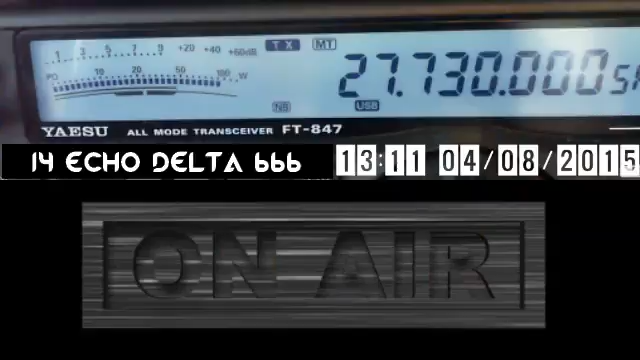 1 3 5 7 9 +20 +40 +60dB TX MT
PO 10 20 50 100 W
27.730.000
NB USB
YAESU ALL MODE TRANSCEIVER FT-847
14 ECHO DELTA 666 13:11 04/08/2015
ON AIR